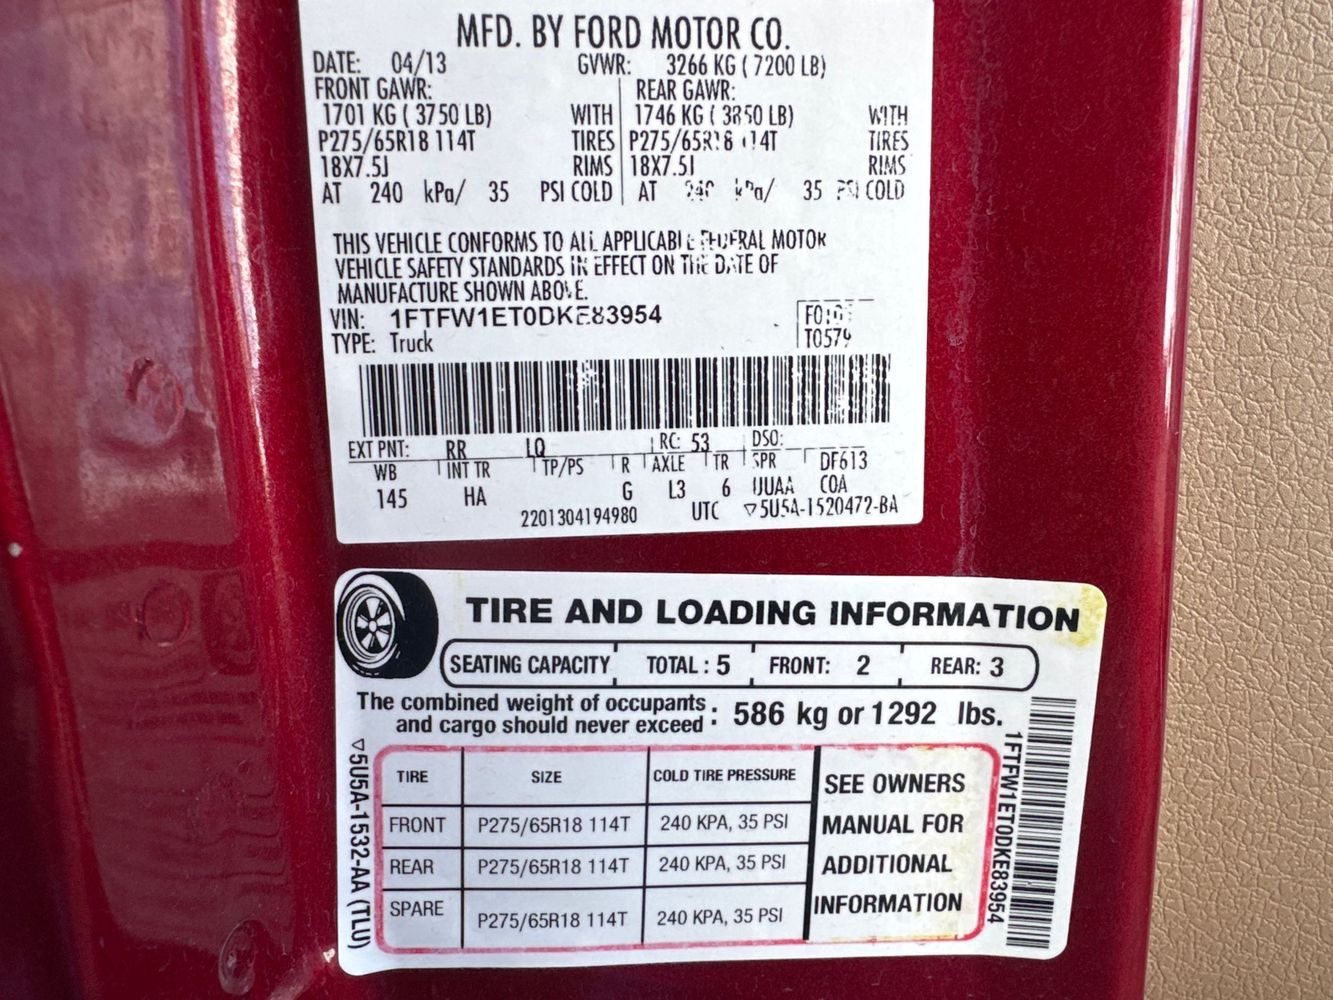 MFD. BY FORD MOTOR CO.
DATE: 04/13 GVWR: 3266 KG ( 7200 LB)
FRONT GAWR: REAR GAWR:
1701 KG ( 3750 LB) WITH 1746 KG ( 3850 LB) WITH
P275/65R18 114T TIRES P275/65R18 114T TIRES
18X7.5J RIMS 18X7.5J RIMS
AT 240 kPa/ 35 PSI COLD AT 240 kPa/ 35 PSI COLD
THIS VEHICLE CONFORMS TO ALL APPLICABLE FEDERAL MOTOR
VEHICLE SAFETY STANDARDS IN EFFECT ON THE DATE OF
MANUFACTURE SHOWN ABOVE.
VIN: 1FTFW1ET0DKE83954
TYPE: Truck
T0579
EXT PNT: RR LQ RC: 53 DSO:
WB INT TR TP/PS R AXLE TR SPR DF613
145 HA G L3 6 UUAA COA
2201304194980 UTC ▽5U5A-1520472-BA
TIRE AND LOADING INFORMATION
SEATING CAPACITY TOTAL : 5 FRONT: 2 REAR: 3
The combined weight of occupants
and cargo should never exceed : 586 kg or 1292 lbs.
TIRE SIZE COLD TIRE PRESSURE
FRONT P275/65R18 114T 240 KPA, 35 PSI
REAR P275/65R18 114T 240 KPA, 35 PSI
SPARE P275/65R18 114T 240 KPA, 35 PSI
SEE OWNERS
MANUAL FOR
ADDITIONAL
INFORMATION
▽5U5A-1532-AA (TLU)
1FTFW1ET0DKE83954